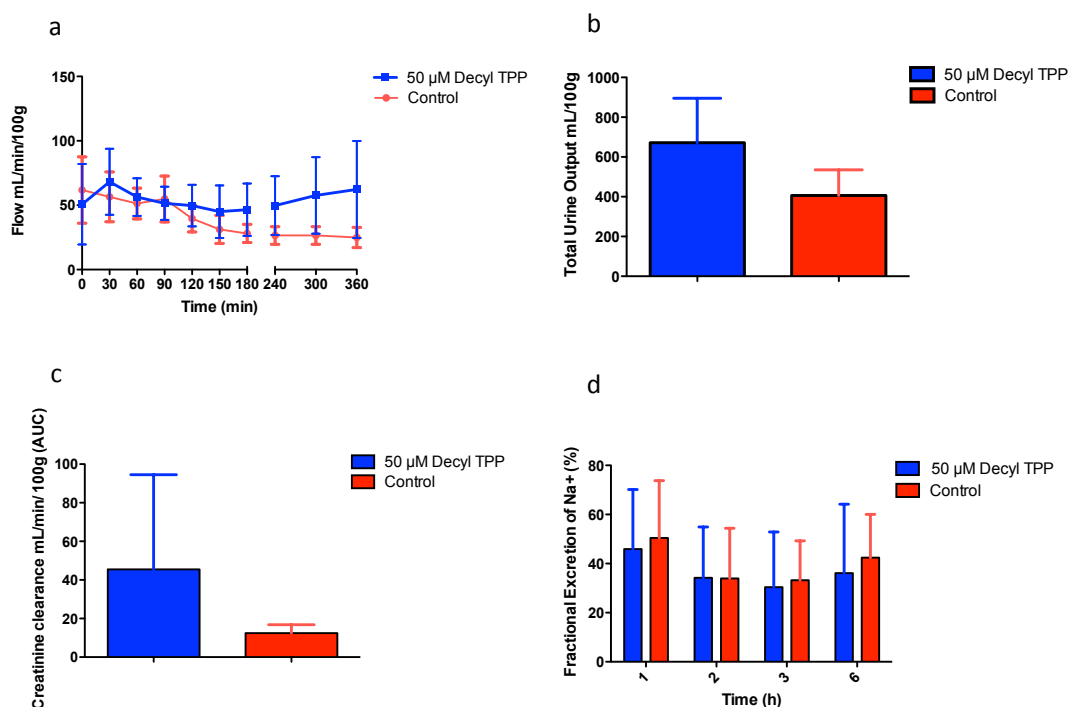 a
Flow mL/min/100g
150
100
50
0
0 30 60 90 120 150 180 240 300 360
Time (min)
50 µM Decyl TPP
Control
b
Total Urine Output mL/100g
1000
800
600
400
200
0
50 µM Decyl TPP
Control
c
Creatinine clearance mL/min/ 100g (AUC)
100
80
60
40
20
0
50 µM Decyl TPP
Control
d
Fractional Excretion of Na+ (%)
80
60
40
20
0
1 2 3 6
Time (h)
50 µM Decyl TPP
Control